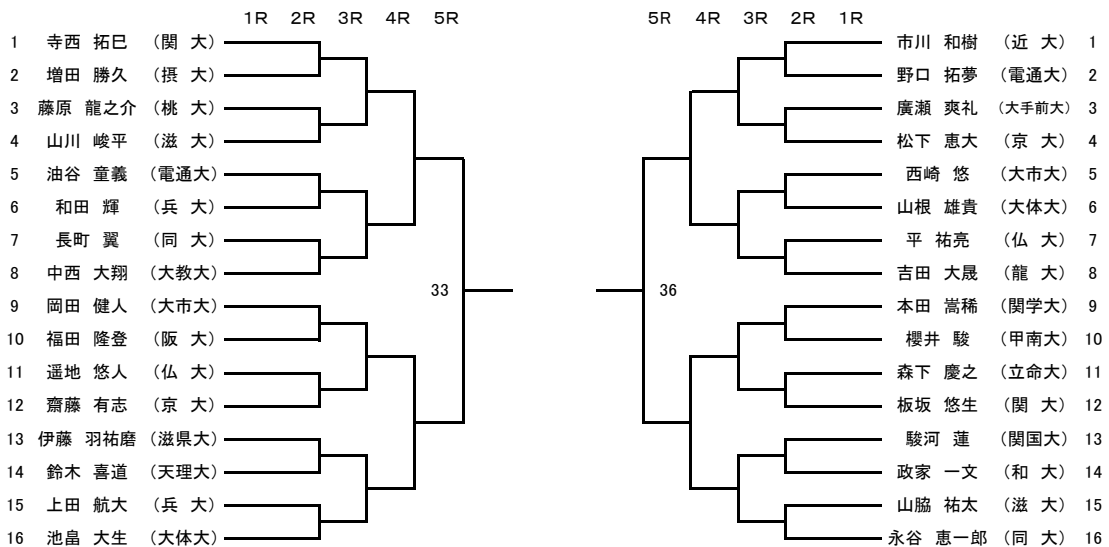 1R 2R 3R 4R 5R
1 寺西 拓巳 (関 大)
2 増田 勝久 (摂 大)
3 藤原 龍之介 (桃 大)
4 山川 峻平 (滋 大)
5 油谷 童義 (電通大)
6 和田 輝 (兵 大)
7 長町 翼 (同 大)
8 中西 大翔 (大教大)
33
9 岡田 健人 (大市大)
10 福田 隆登 (阪 大)
11 遥地 悠人 (仏 大)
12 齋藤 有志 (京 大)
13 伊藤 羽祐磨 (滋県大)
14 鈴木 喜道 (天理大)
15 上田 航大 (兵 大)
16 池畠 大生 (大体大)
5R 4R 3R 2R 1R
市川 和樹 (近 大) 1
野口 拓夢 (電通大) 2
廣瀬 爽礼 (大手前大) 3
松下 恵大 (京 大) 4
西崎 悠 (大市大) 5
山根 雄貴 (大体大) 6
平 祐亮 (仏 大) 7
吉田 大晟 (龍 大) 8
36
本田 嵩稀 (関学大) 9
櫻井 駿 (甲南大) 10
森下 慶之 (立命大) 11
板坂 悠生 (関 大) 12
駿河 蓮 (関国大) 13
政家 一文 (和 大) 14
山脇 祐太 (滋 大) 15
永谷 恵一郎 (同 大) 16